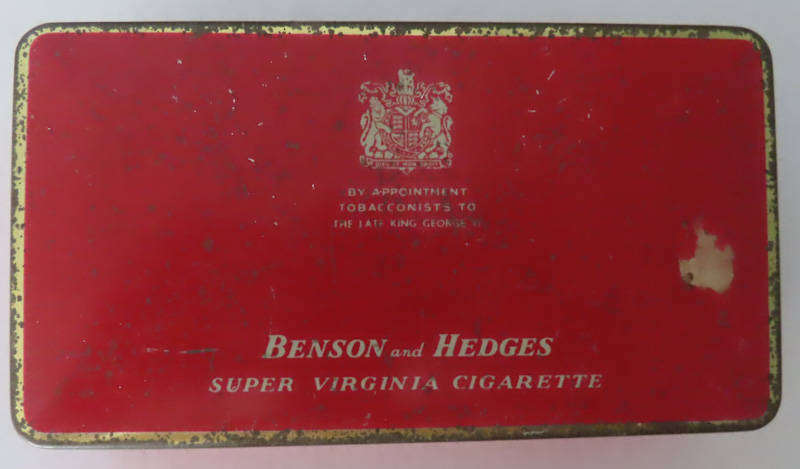 BY APPOINTMENT
TOBACCONISTS TO
THE LATE KING GEORGE VI
BENSON and HEDGES
SUPER VIRGINIA CIGARETTE